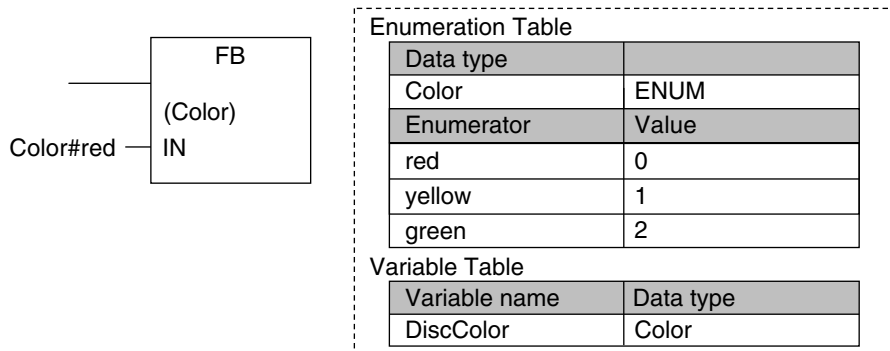 FB
(Color)
Color#red IN
Enumeration Table
Data type
Color ENUM
Enumerator Value
red 0
yellow 1
green 2
Variable Table
Variable name Data type
DiscColor Color